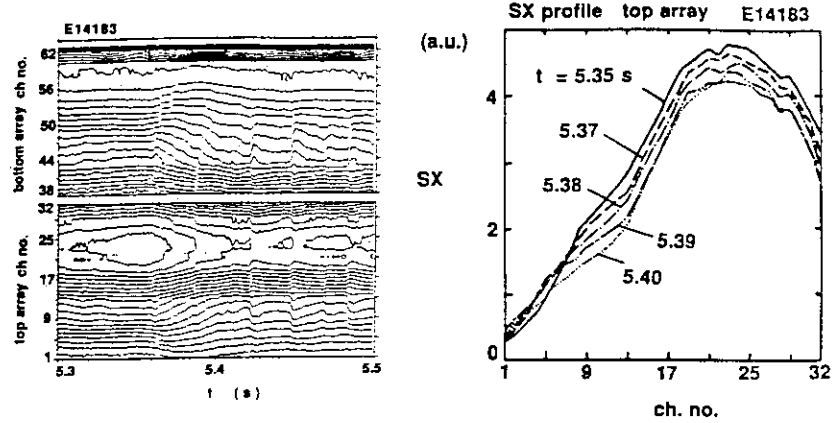 E14183
bottom array ch no.
62
56
50
44
38
top array ch no.
32
25
17
9
1
5.3
5.4
5.5
t (s)
SX profile top array E14183
(a.u.)
SX
4
2
0
t = 5.35 s
5.37
5.38
5.39
5.40
1
9
17
25
32
ch. no.